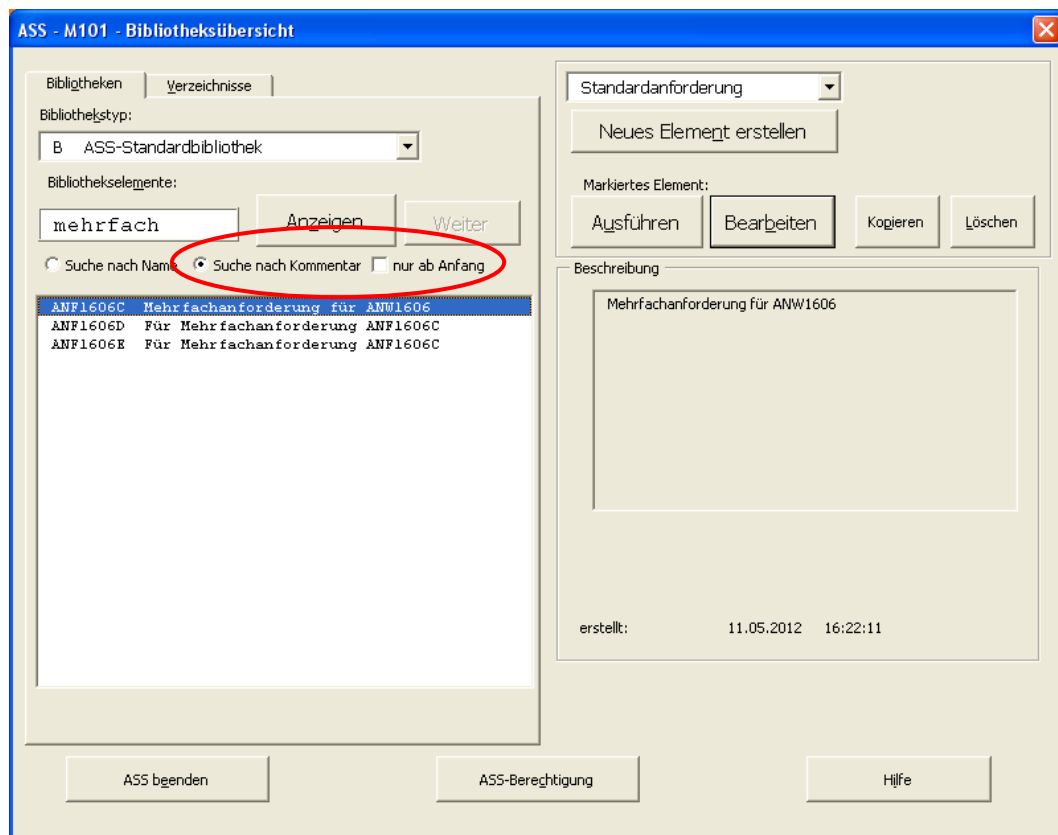 ASS - M101 - Bibliotheksübersicht
Bibliotheken
Verzeichnisse
Bibliothekstyp:
B ASS-Standardbibliothek
Bibliothekselemente:
mehrfach
Anzeigen
Weiter
Suche nach Name
Suche nach Kommentar
nur ab Anfang
ANF1606C Mehrfachanforderung für ANW1606
ANF1606D Für Mehrfachanforderung ANF1606C
ANF1606E Für Mehrfachanforderung ANF1606C
Standardanforderung
Neues Element erstellen
Markiertes Element:
Ausführen
Bearbeiten
Kopieren
Löschen
Beschreibung
Mehrfachanforderung für ANW1606
erstellt: 11.05.2012 16:22:11
ASS beenden
ASS-Berechtigung
Hilfe